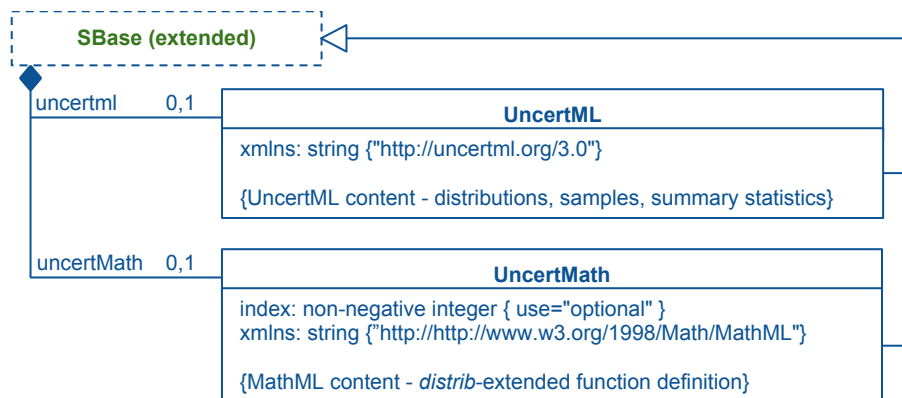 SBase (extended)
uncertml 0,1
UncertML
xmlns: string {"http://uncertml.org/3.0"}
{UncertML content - distributions, samples, summary statistics}
uncertMath 0,1
UncertMath
index: non-negative integer { use="optional" }
xmlns: string {”http://http://www.w3.org/1998/Math/MathML"}
{MathML content - distrib-extended function definition}